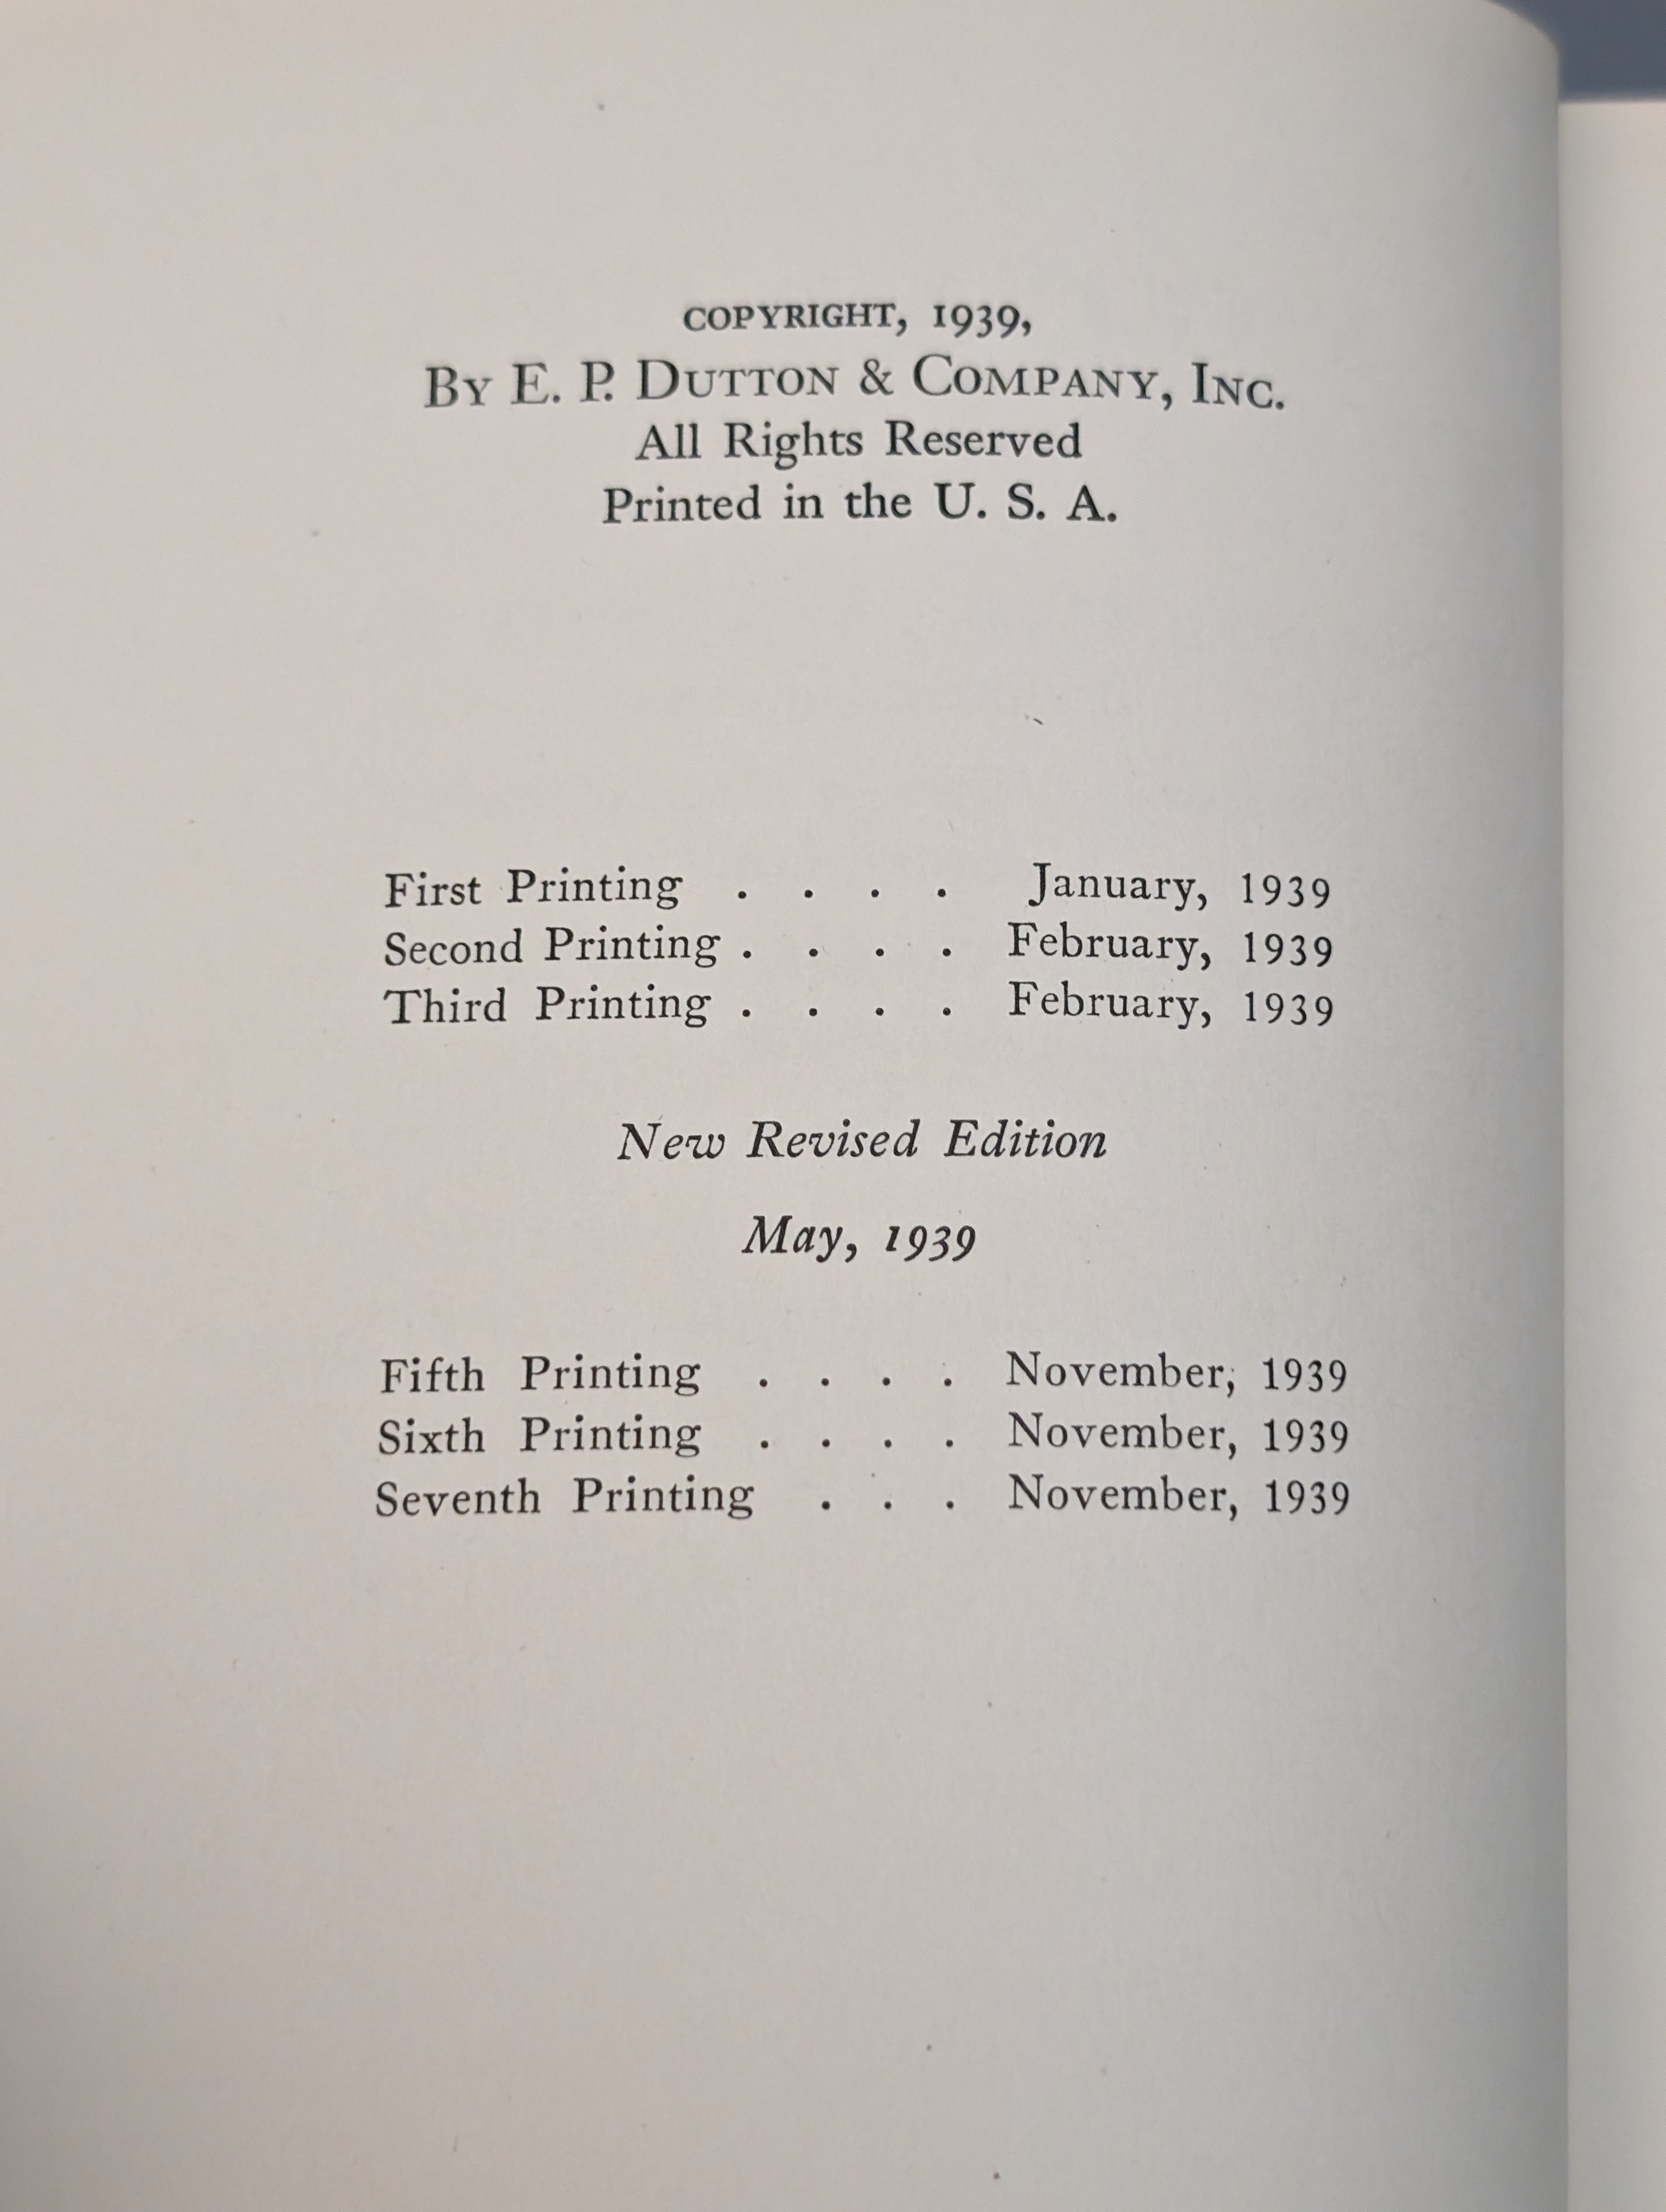 COPYRIGHT, 1939,
BY E. P. DUTTON & COMPANY, INC.
All Rights Reserved
Printed in the U. S. A.
First Printing . . . . January, 1939
Second Printing . . . . February, 1939
Third Printing . . . . February, 1939
New Revised Edition
May, 1939
Fifth Printing . . . . November, 1939
Sixth Printing . . . . November, 1939
Seventh Printing . . . November, 1939